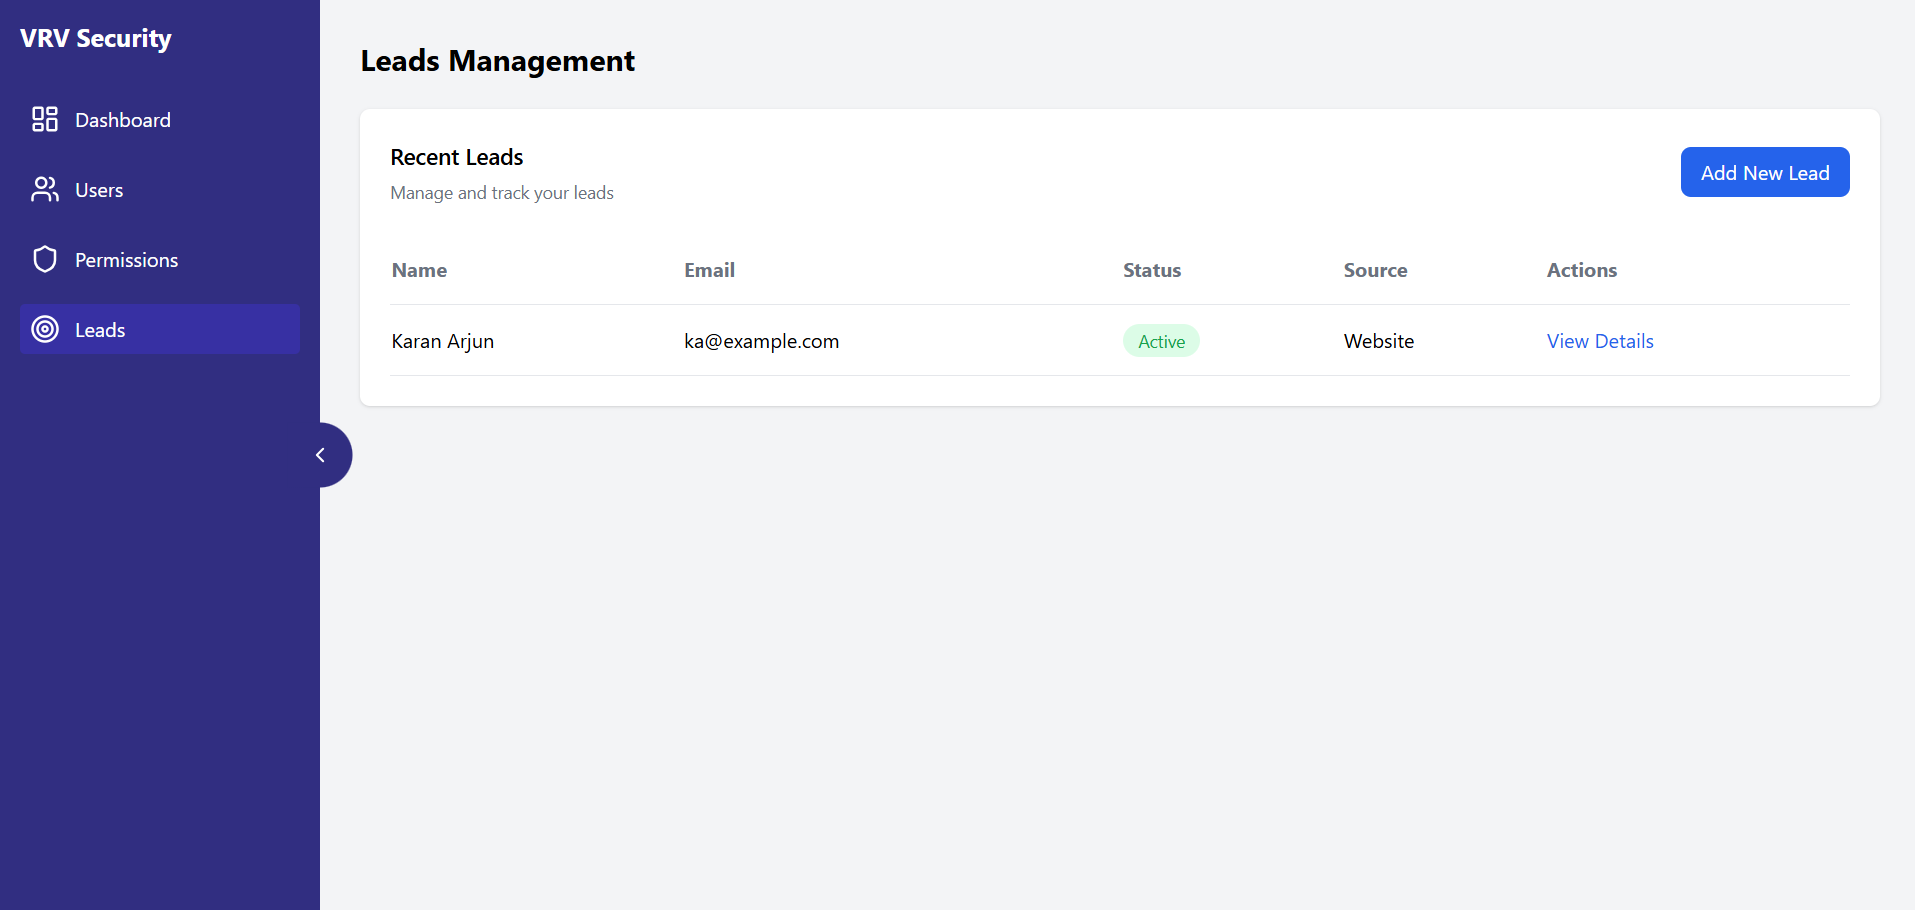 VRV Security
Dashboard
Users
Permissions
Leads
Leads Management
Recent Leads
Manage and track your leads
Add New Lead
Name Email Status Source Actions
Karan Arjun ka@example.com Active Website View Details